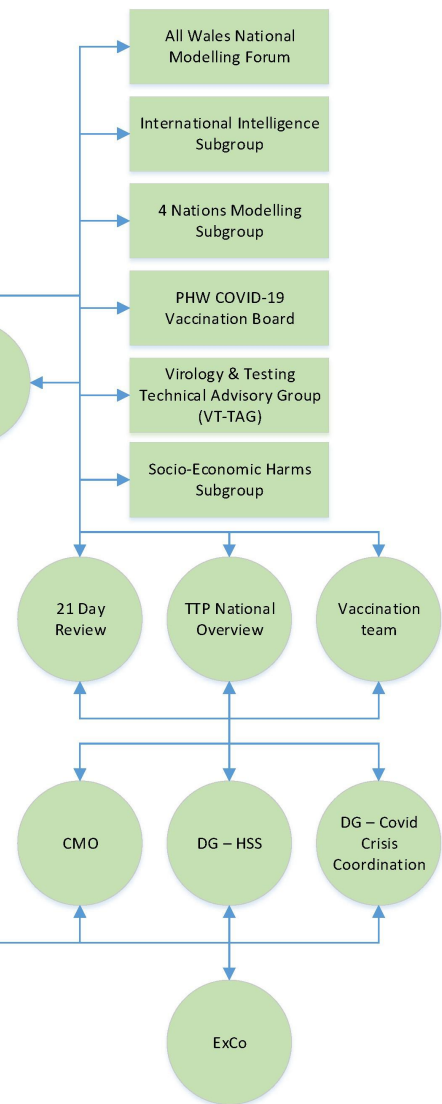 All Wales National
Modelling Forum
International Intelligence
Subgroup
4 Nations Modelling
Subgroup
PHW COVID-19
Vaccination Board
Virology & Testing
Technical Advisory Group
(VT-TAG)
Socio-Economic Harms
Subgroup
21 Day
Review
TTP National
Overview
Vaccination
team
CMO
DG – HSS
DG – Covid
Crisis
Coordination
ExCo